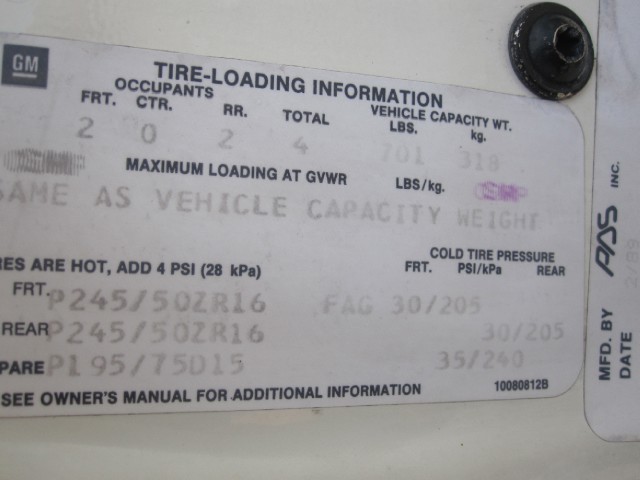 GM
TIRE-LOADING INFORMATION
OCCUPANTS VEHICLE CAPACITY WT.
FRT. CTR. RR. TOTAL LBS. kg.
2 0 2 4 701 318
MAXIMUM LOADING AT GVWR LBS/kg.
SAME AS VEHICLE CAPACITY WEIGHT
COLD TIRE PRESSURE
RES ARE HOT, ADD 4 PSI (28 kPa) FRT. PSI/kPa REAR
FRT. P245/50ZR16 FAG 30/205
REAR P245/50ZR16 30/205
PARE P195/75D15 35/240
SEE OWNER'S MANUAL FOR ADDITIONAL INFORMATION 10080812B
MFD. BY PAS INC.
DATE 2/89